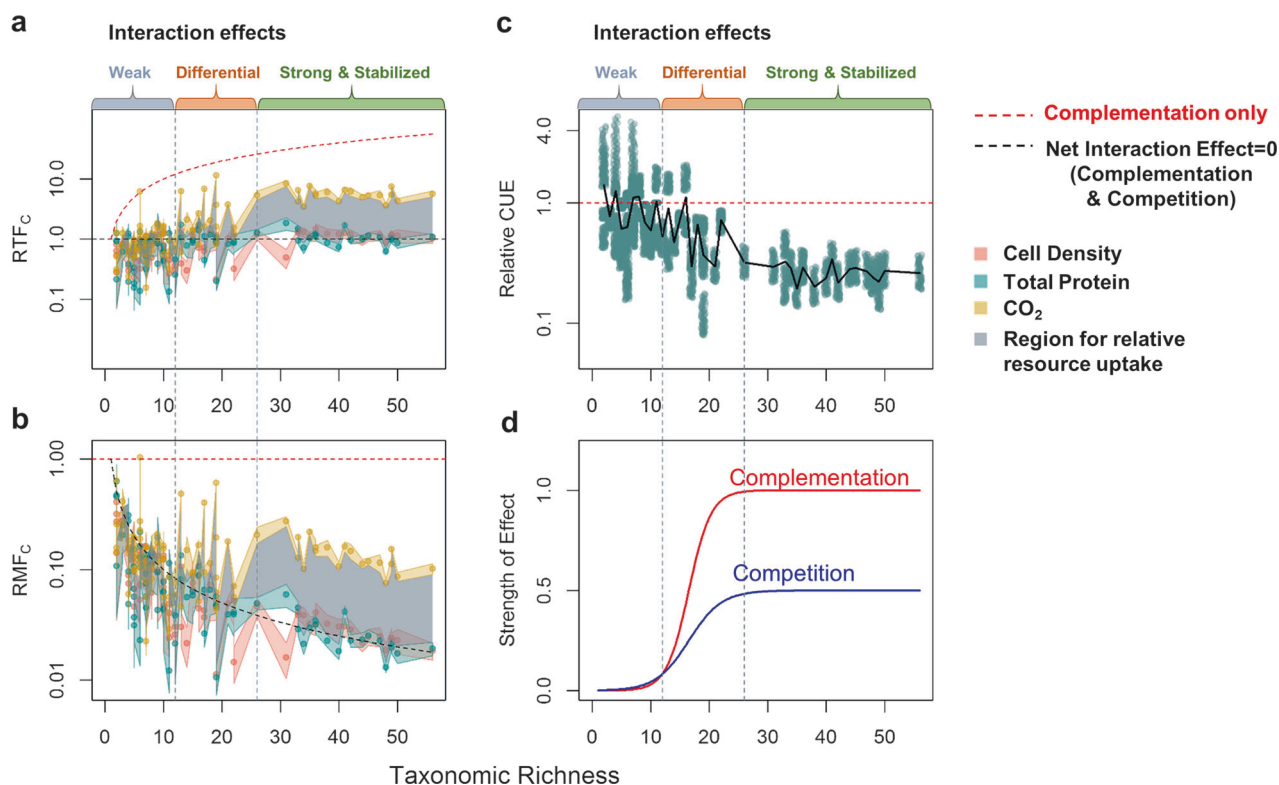 a
Interaction effects
Weak
Differential
Strong & Stabilized
RTFC
10.0
1.0
0.1
0
10
20
30
40
50
b
RMFC
1.00
0.10
0.01
0
10
20
30
40
50
c
Interaction effects
Weak
Differential
Strong & Stabilized
Relative CUE
4.0
1.0
0.1
0
10
20
30
40
50
d
Complementation
Competition
Strength of Effect
1.0
0.5
0.0
0
10
20
30
40
50
Taxonomic Richness
Complementation only
Net Interaction Effect=0
(Complementation
& Competition)
Cell Density
Total Protein
CO2
Region for relative
resource uptake